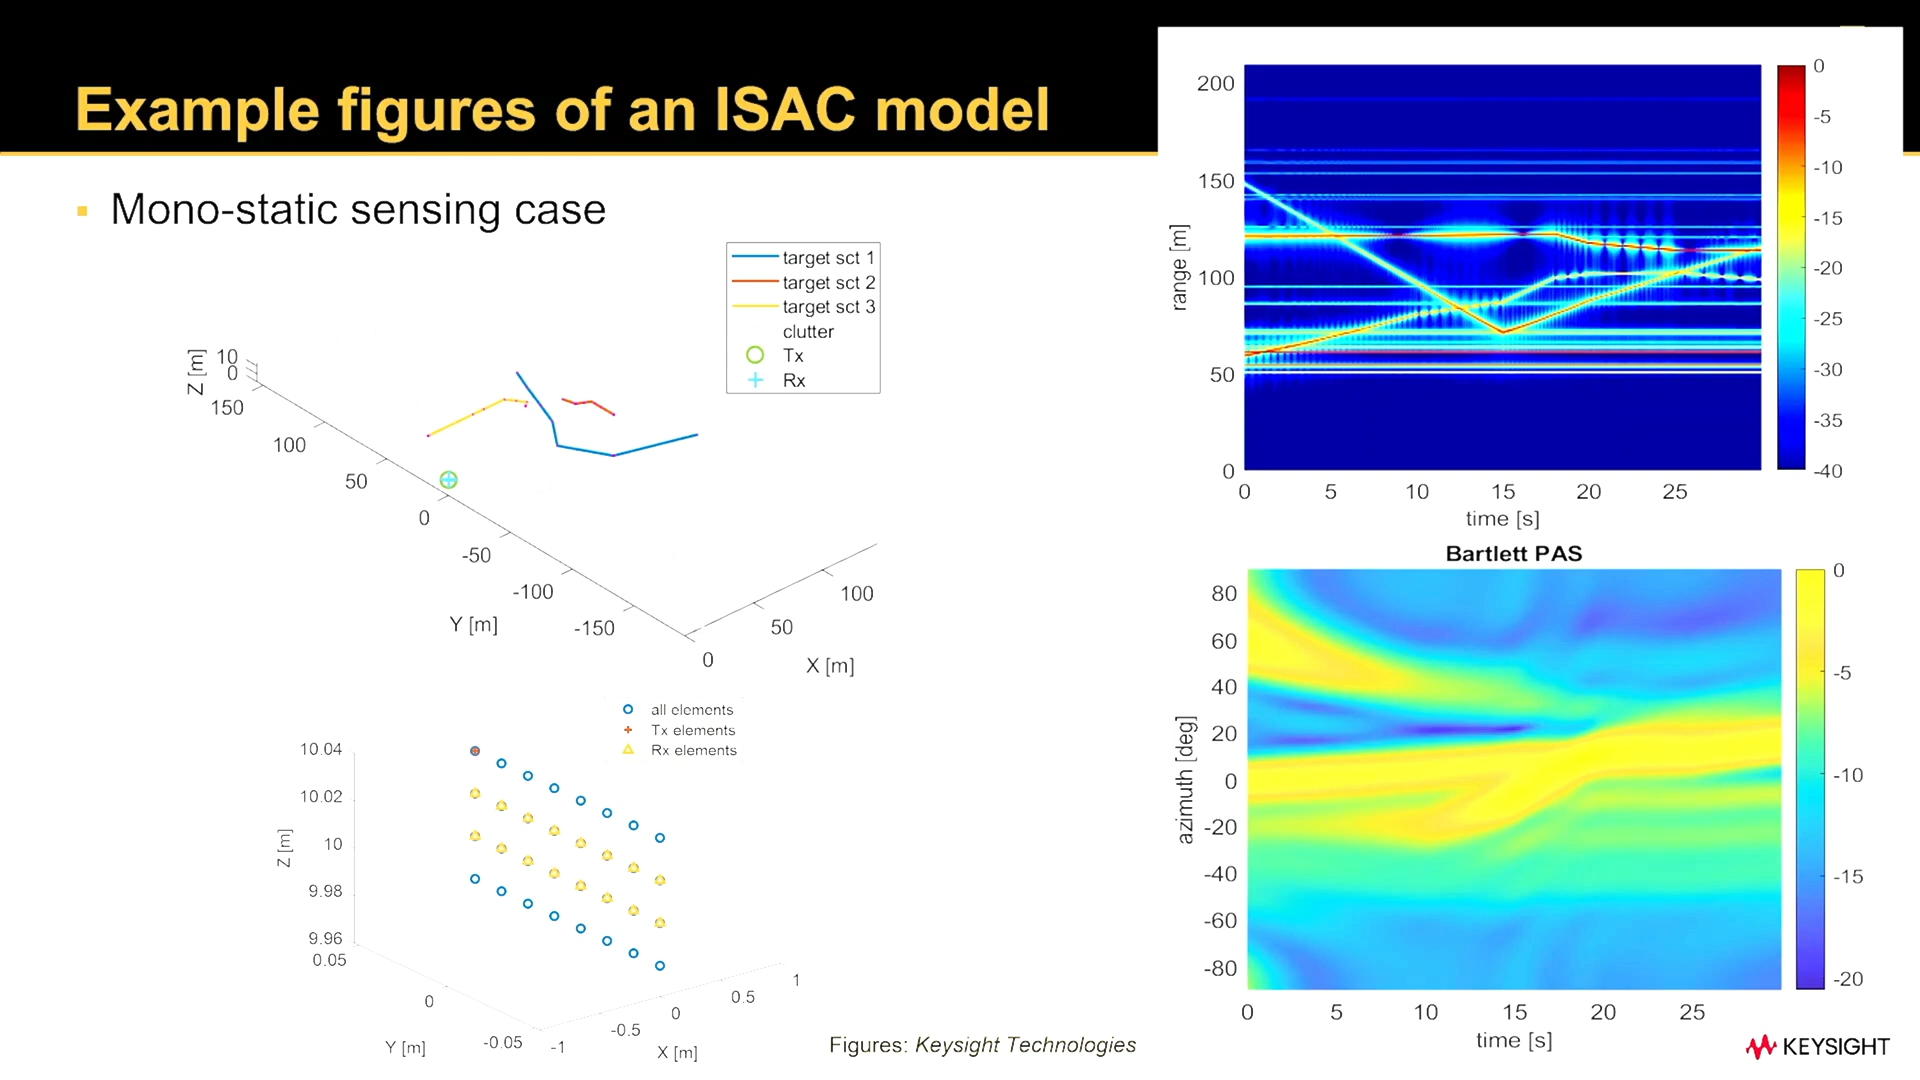 Example figures of an ISAC model
Mono-static sensing case
target sct 1
target sct 2
target sct 3
clutter
Tx
Rx
Z [m]
10
0
150
100
50
0
-50
-100
-150
Y [m]
0
50
100
X [m]
all elements
Tx elements
Rx elements
10.04
10.02
10
9.98
9.96
Z [m]
0.05
0
-0.05
Y [m]
-1
-0.5
0
0.5
1
X [m]
Figures: Keysight Technologies
200
150
100
50
0
range [m]
0 5 10 15 20 25
time [s]
0
-5
-10
-15
-20
-25
-30
-35
-40
Bartlett PAS
80
60
40
20
0
-20
-40
-60
-80
azimuth [deg]
0 5 10 15 20 25
time [s]
0
-5
-10
-15
-20
KEYSIGHT